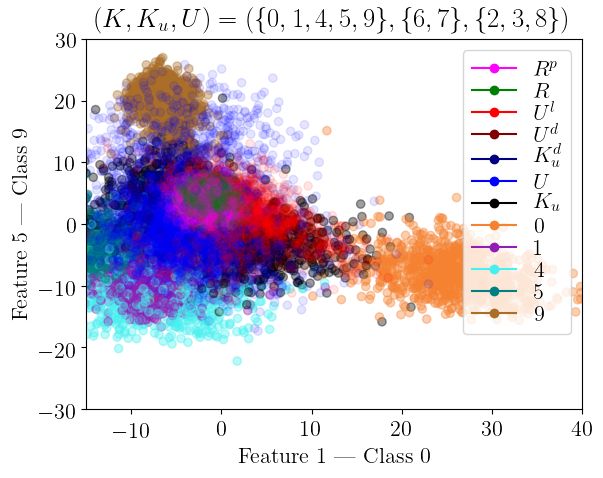 (K, K_u, U) = ({0, 1, 4, 5, 9}, {6, 7}, {2, 3, 8})
30
20
10
0
−10
−20
−30
Feature 5 — Class 9
R^p
R
U^l
U^d
K_u^d
U
K_u
0
1
4
5
9
−10
0
10
20
30
40
Feature 1 — Class 0